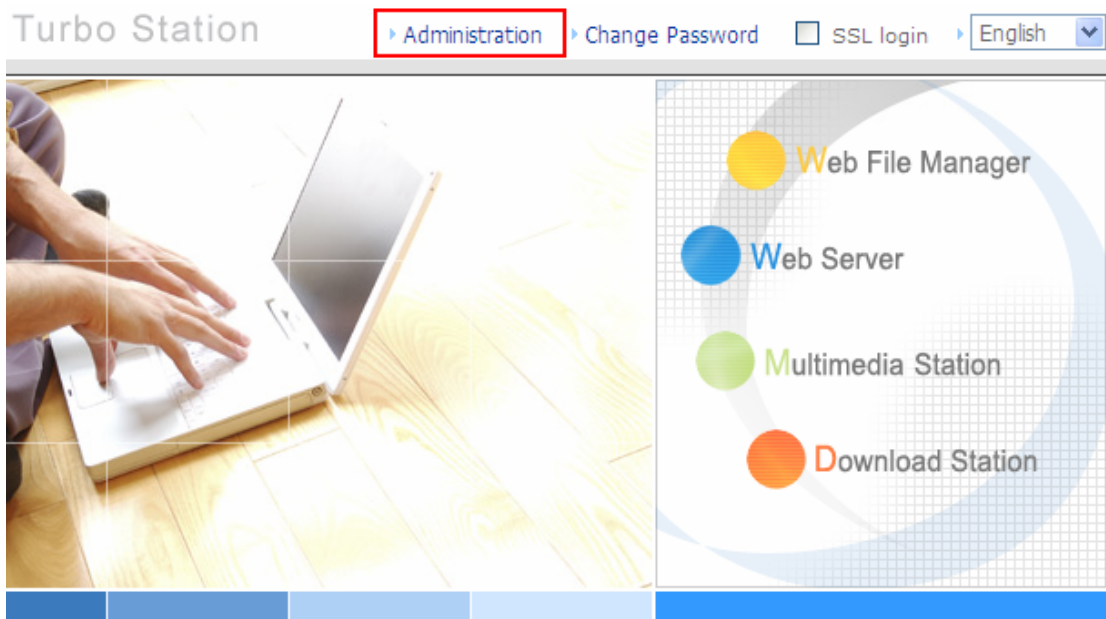 Turbo Station
Administration
Change Password
SSL login
English
Web File Manager
Web Server
Multimedia Station
Download Station